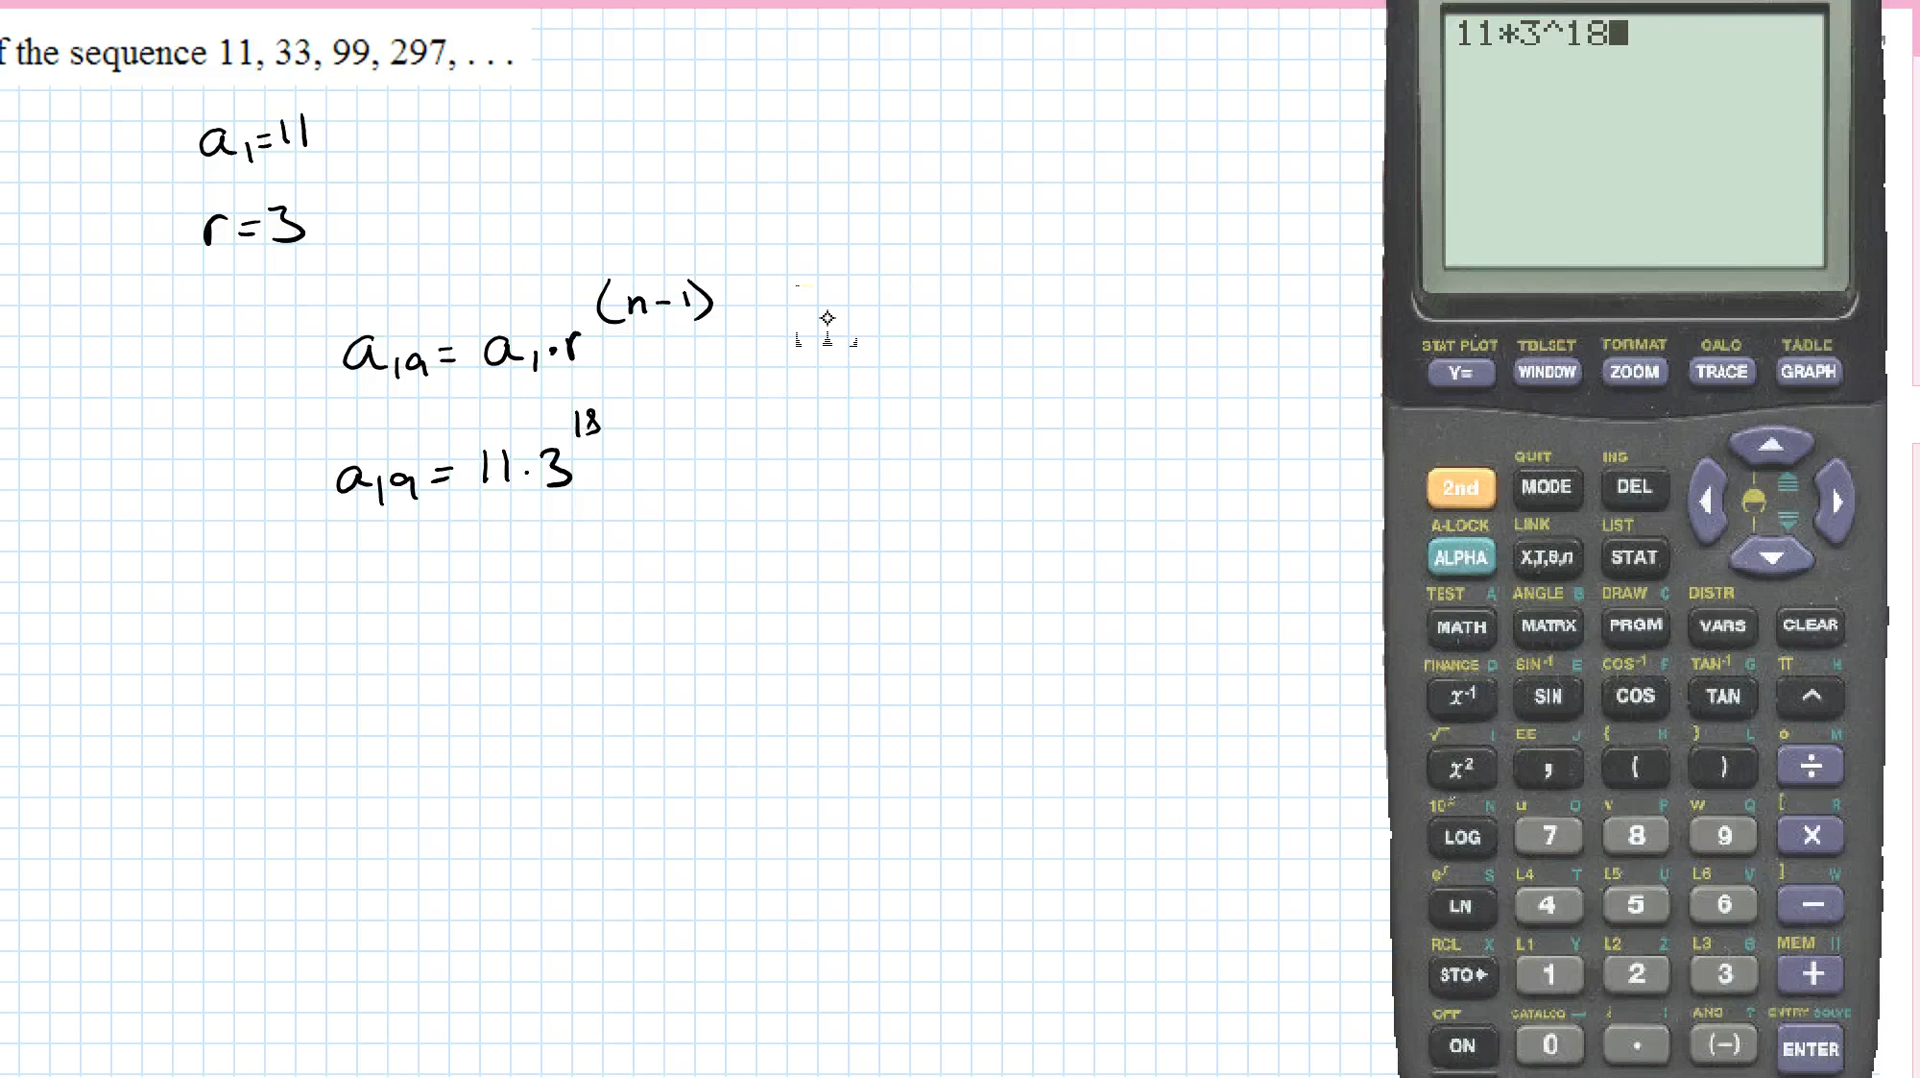 f the sequence 11, 33, 99, 297, . . .
a₁=11
r=3
a₁₉= a₁·r⁽ⁿ⁻¹⁾
a₁₉= 11·3¹⁸
11*3^18
STAT PLOT TBLSET FORMAT CALC TABLE
Y= WINDOW ZOOM TRACE GRAPH
QUIT INS
2nd MODE DEL
A-LOCK LINK LIST
ALPHA X,T,θ,n STAT
TEST A ANGLE B DRAW C DISTR
MATH MATRX PRGM VARS CLEAR
FINANCE D SIN⁻¹ E COS⁻¹ F TAN⁻¹ G π H
x⁻¹ SIN COS TAN ^
√ I EE J { K } L M
x² , ( ) ÷
10ˣ N u O v P w Q [ R
LOG 7 8 9 ×
eˣ S L4 T L5 U L6 V ] W
LN 4 5 6 −
RCL X L1 Y L2 Z L3 θ MEM "
STO▶ 1 2 3 +
OFF CATALOG ANS ? ENTRY SOLVE
ON 0 . (−) ENTER